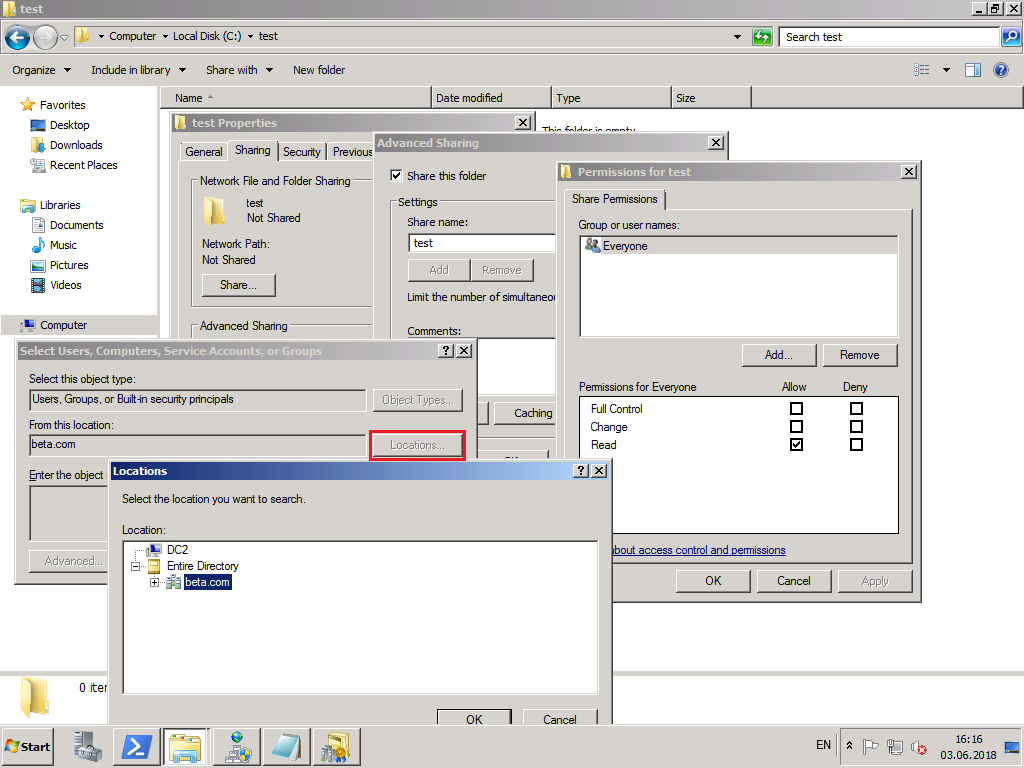 test
Computer
Local Disk (C:)
test
Search test
Organize
Include in library
Share with
New folder
Favorites
Desktop
Downloads
Recent Places
Libraries
Documents
Music
Pictures
Videos
Computer
Name
Date modified
Type
Size
This folder is empty.
test Properties
General
Sharing
Security
Previous
Network File and Folder Sharing
test
Not Shared
Network Path:
Not Shared
Share...
Advanced Sharing
Advanced Sharing
Share this folder
Settings
Share name:
test
Add
Remove
Limit the number of simultaneou
Comments:
Caching
Permissions for test
Share Permissions
Group or user names:
Everyone
Add...
Remove
Permissions for Everyone
Allow
Deny
Full Control
Change
Read
about access control and permissions
OK
Cancel
Apply
Select Users, Computers, Service Accounts, or Groups
Select this object type:
Users, Groups, or Built-in security principals
Object Types...
From this location:
beta.com
Locations...
Enter the object
Advanced...
Locations
Select the location you want to search.
Location:
DC2
Entire Directory
beta.com
OK
Cancel
0 iter
Start
EN
16:16
03.06.2018